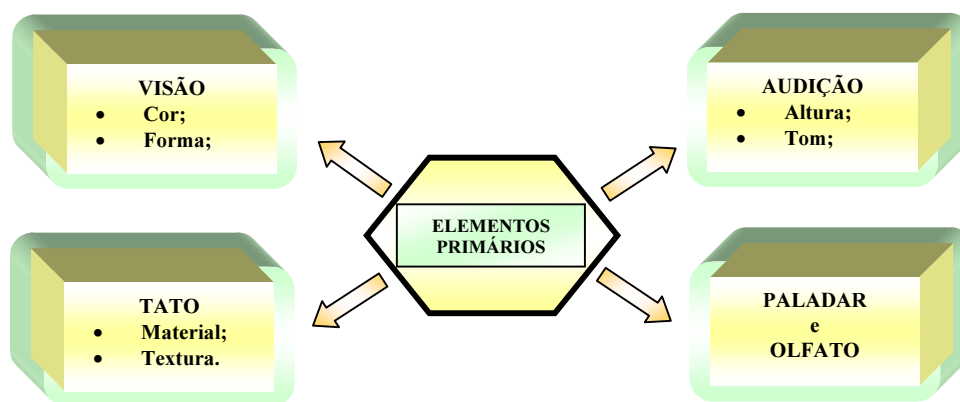 VISÃO
• Cor;
• Forma;
AUDIÇÃO
• Altura;
• Tom;
ELEMENTOS
PRIMÁRIOS
TATO
• Material;
• Textura.
PALADAR
e
OLFATO